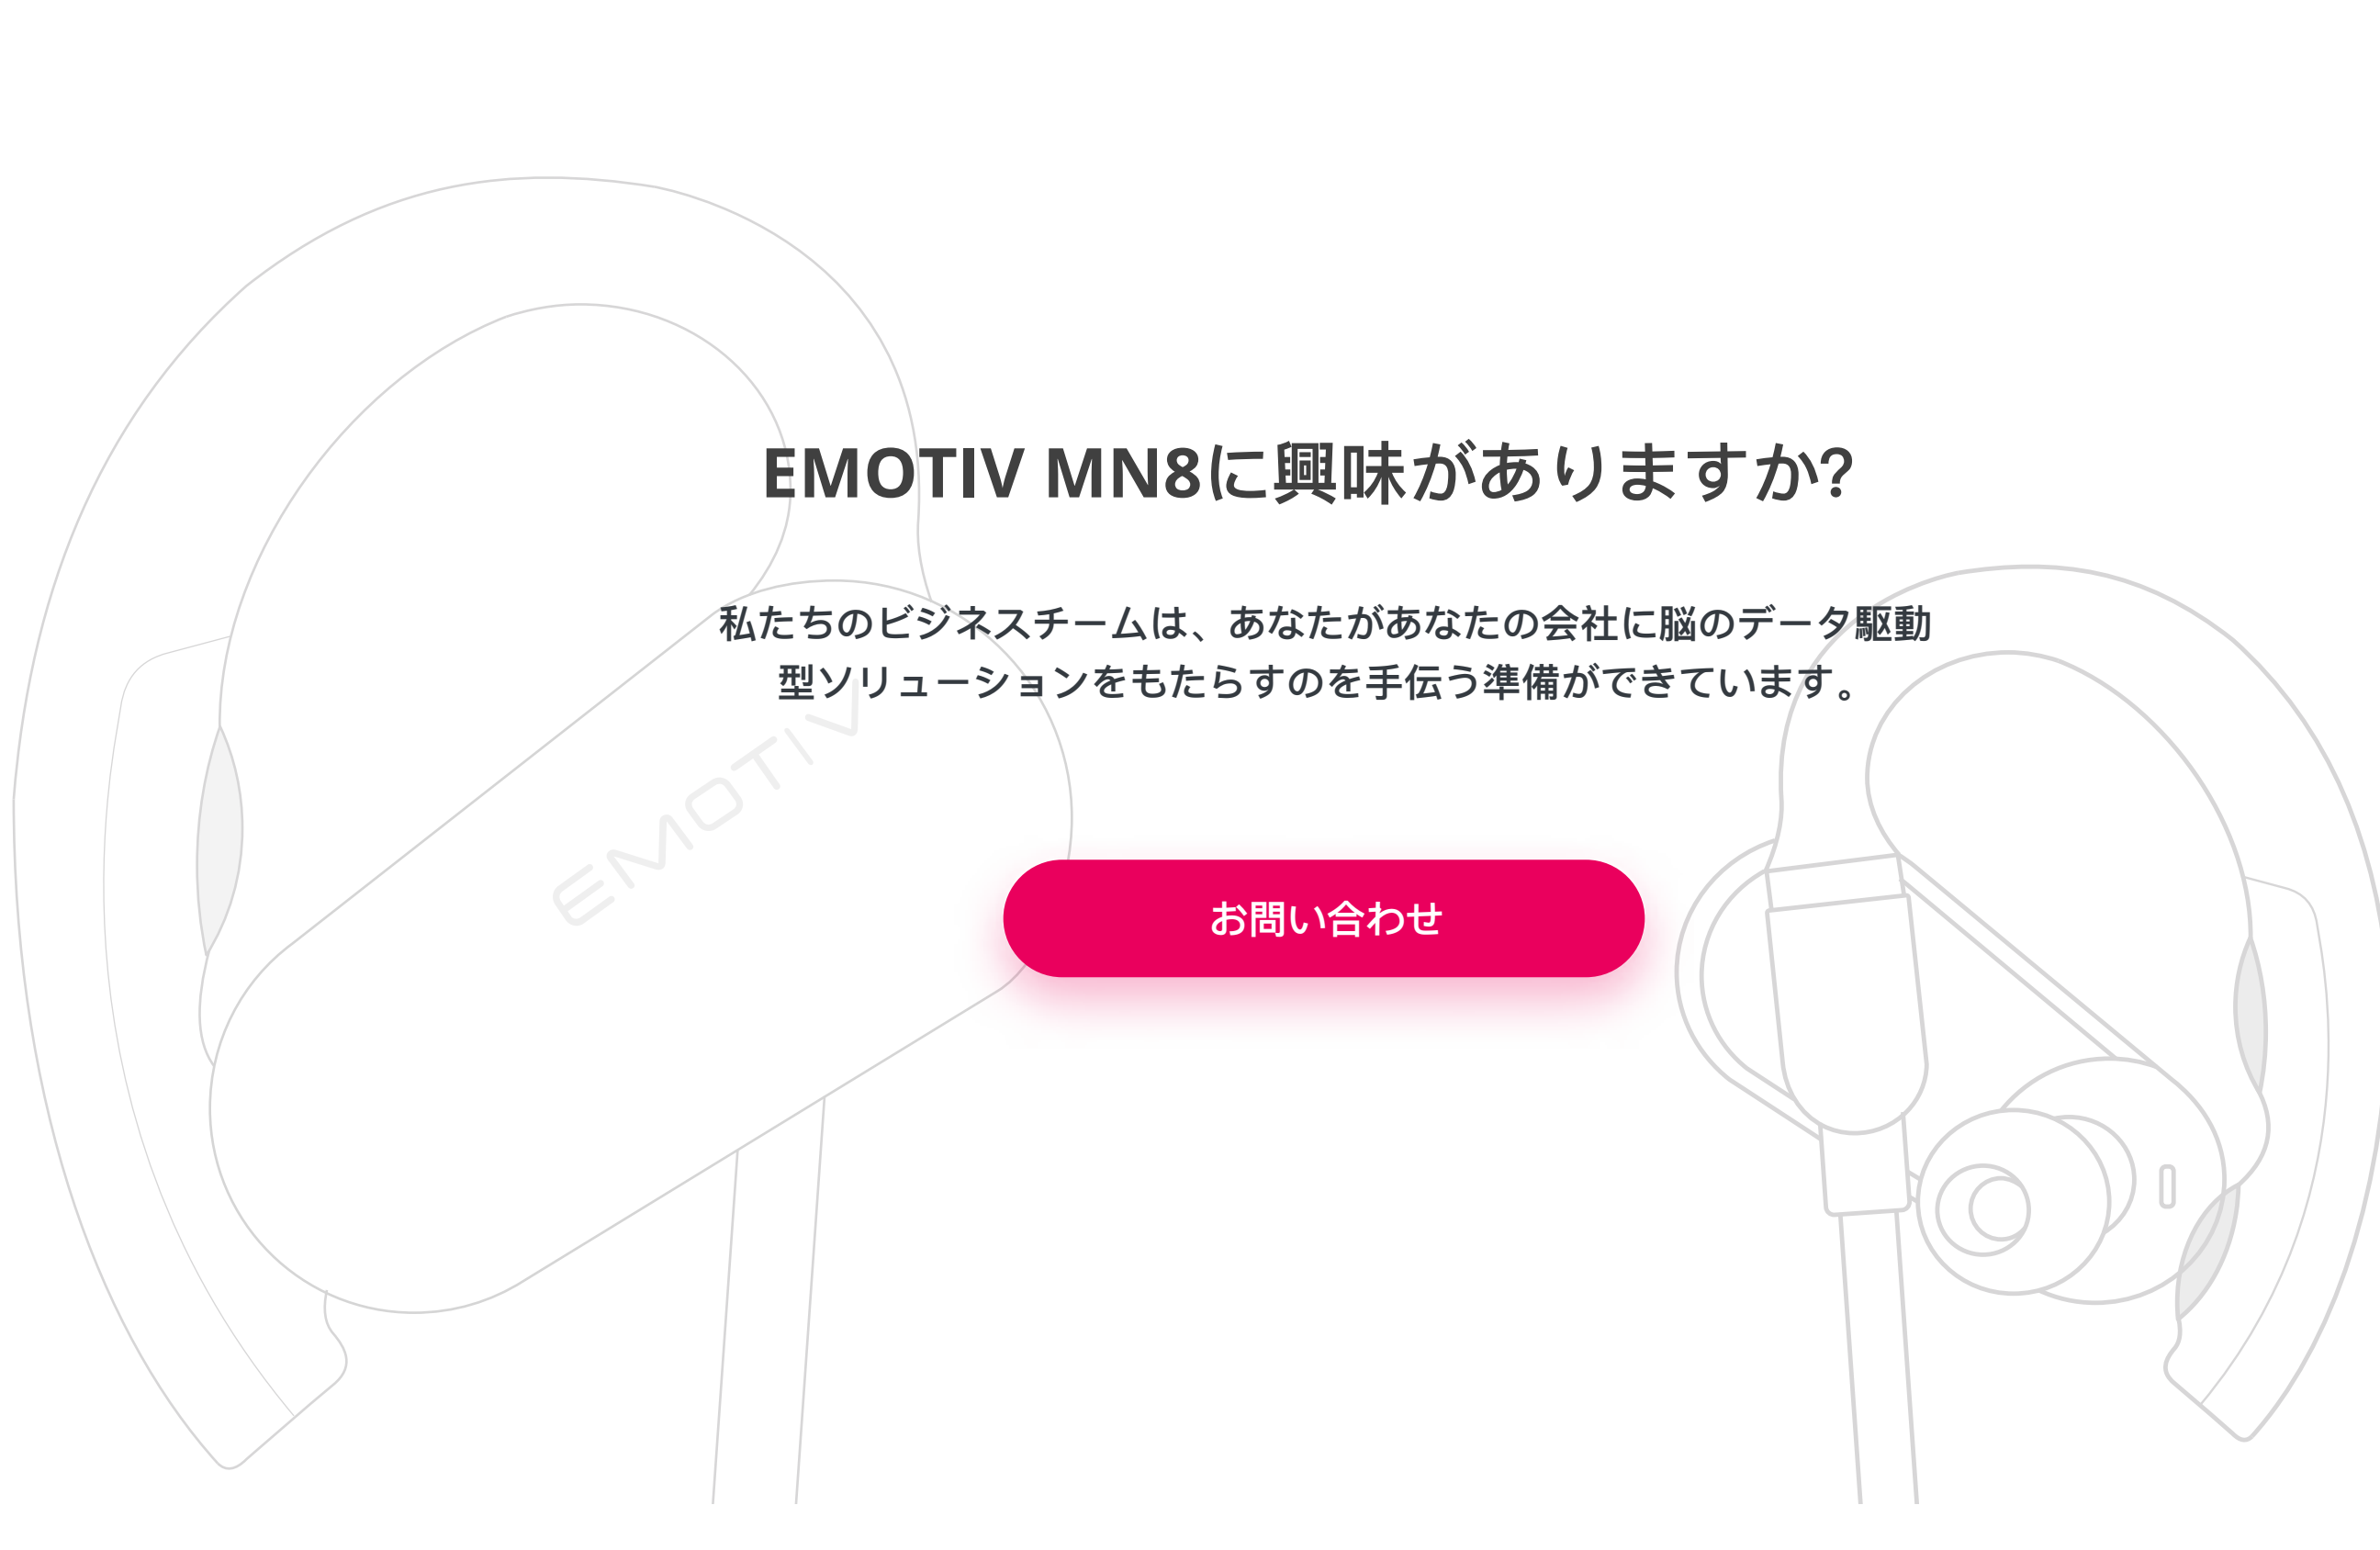 EMOTIV MN8に興味がありますか?
私たちのビジネスチームは、あなたがあなたの会社に脳のデータ駆動
型ソリューションをもたらすのを手伝う準備ができています。
EMOTIV
お問い合わせ